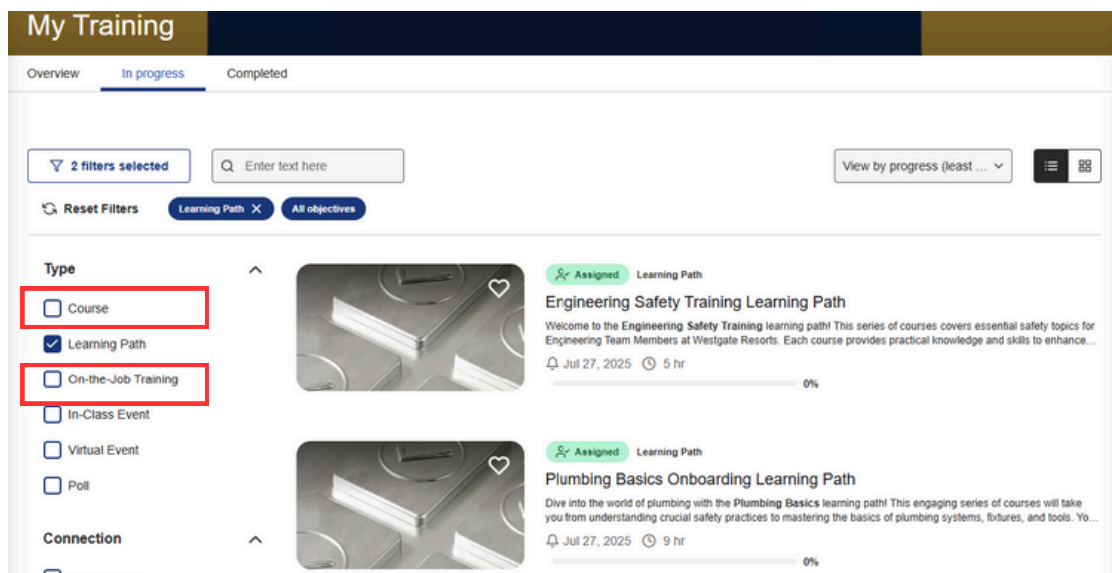 My Training
Overview In progress Completed
2 filters selected Enter text here View by progress (least ...
Reset Filters Learning Path X All objectives
Type
Course
Learning Path
On-the-Job Training
In-Class Event
Virtual Event
Poll
Connection
Assigned Learning Path
Engineering Safety Training Learning Path
Welcome to the Engineering Safety Training learning path! This series of courses covers essential safety topics for
Engineering Team Members at Westgate Resorts. Each course provides practical knowledge and skills to enhance...
Jul 27, 2025 5 hr
0%
Assigned Learning Path
Plumbing Basics Onboarding Learning Path
Dive into the world of plumbing with the Plumbing Basics learning path! This engaging series of courses will take
you from understanding crucial safety practices to mastering the basics of plumbing systems, fixtures, and tools. Yo...
Jul 27, 2025 9 hr
0%